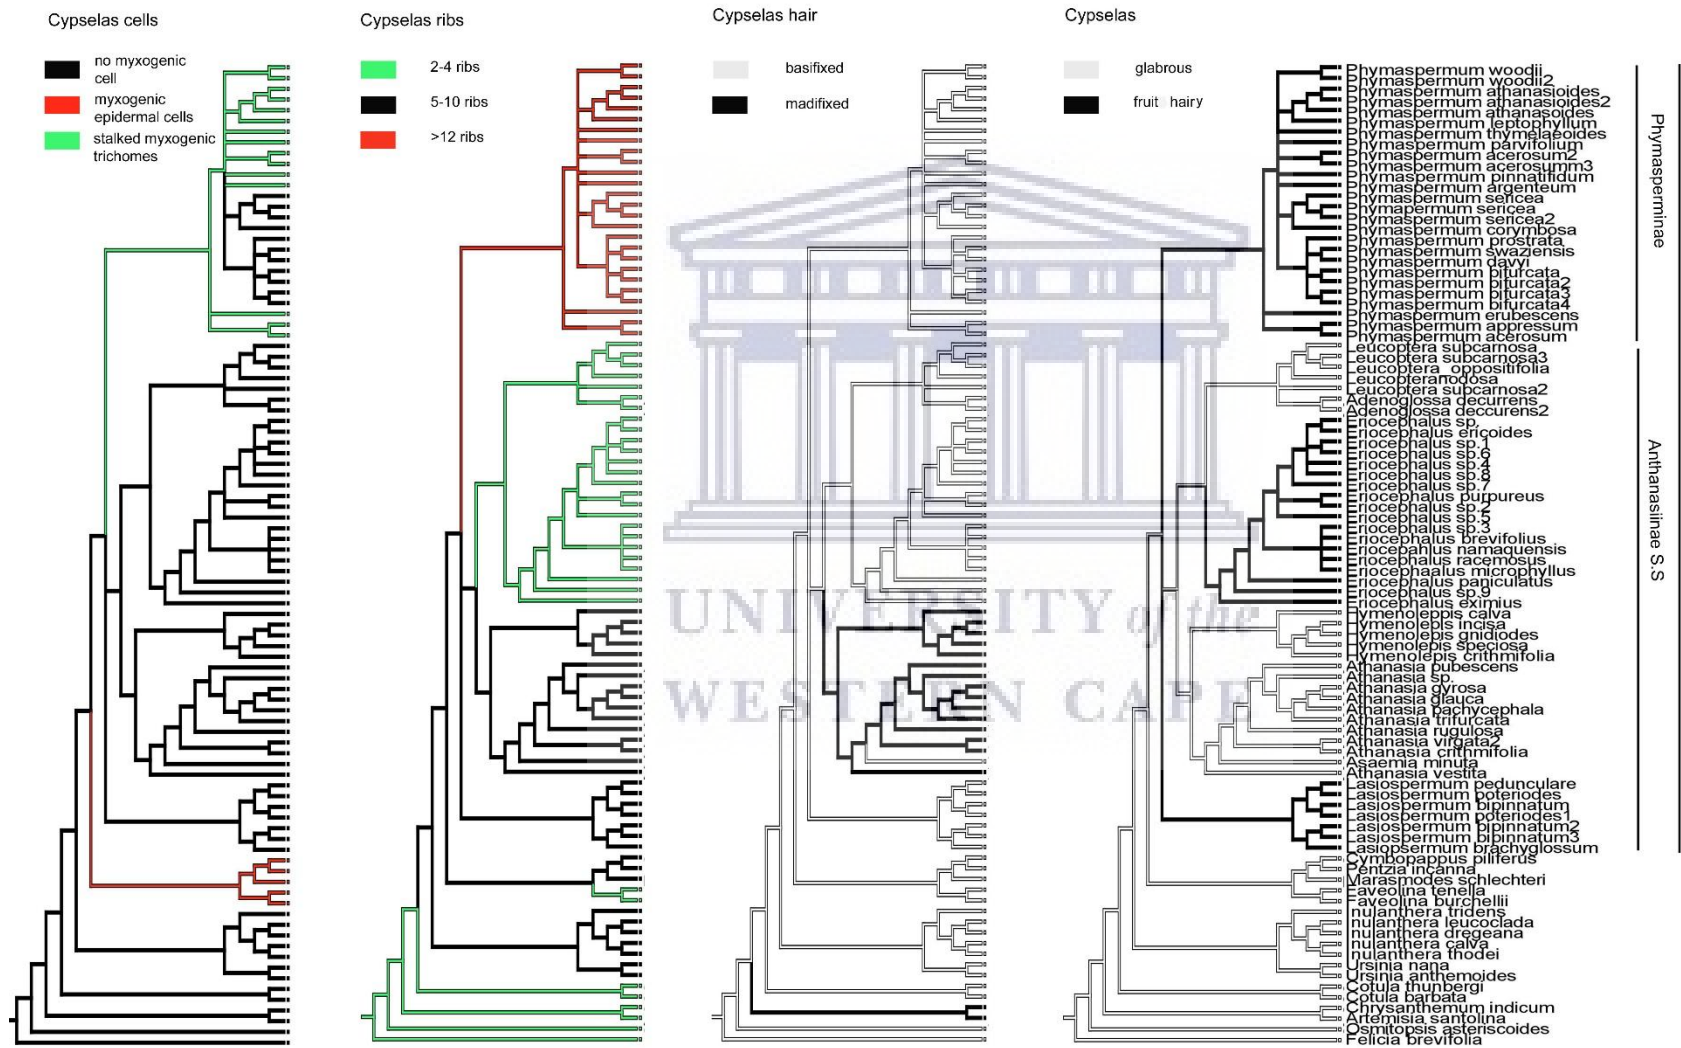 Cypselas cells
no myxogenic
cell
myxogenic
epidermal cells
stalked myxogenic
trichomes
Cypselas ribs
2-4 ribs
5-10 ribs
>12 ribs
Cypselas hair
basifixed
madifixed
Cypselas
glabrous
fruit hairy
Phymaspermum woodii
Phymaspermum woodii2
Phymaspermum athanasioides
Phymaspermum athanasioides2
Phymaspermum athanasoides
Phymaspermum leptophyllum
Phymaspermum thymelaeoides
Phymaspermum parvifolium
Phymaspermum acerosum2
Phymaspermum acerosumm3
Phymaspermum pinnatifidum
Phymaspermum argenteum
Phymaspermum sericea
Phymapermum sericea
Phymaspermum sericea2
Phymaspermum corymbosa
Phymaspermum prostrata
Phymaspermum swaziensis
Phymaspermum davyi
Phymaspermum bifurcata
Phymaspermum bifurcata2
Phymaspermum bifurcata3
Phymaspermum bifurcata4
Phymaspermum erubescens
Phymaspermum appressum
Phymaspermum acerosum
Leucoptera subcarnosa
Leucoptera subcarnosa3
Leucoptera_oppositifolia
Leucopteranodosa
Leucoptera subcarnosa2
Adenoglossa decurrens
Adenoglossa deccurens2
Eriocephalus sp.
Eriocephalus ericoides
Eriocephalus sp.1
Eriocephalus sp.6
Eriocephalus sp.4
Eriocephalus sp.8
Eriocephalus sp.7
Eriocephalus purpureus
Eriocephalus sp.2
Eriocephalus sp.5
Eriocephalus sp.3
Eriocephalus brevifolius
Eriocepahlus namaquensis
Eriocephalus racemosus
Eriocephaalus microphyllus
Eriocephalus paniculatus
Eriocephalus sp.9
Eriocephalus eximius
Hymenoleppis calva
Hymenolepis incisa
Hymenolepis gnidiodes
Hymenolepis speciosa
Hymenolepis crithmifolia
Athanasia pubescens
Athanasia sp.
Athanasia gyrosa
Athanasia glauca
Athanasia pachycephala
Athanasia trifurcata
Athanasia rugulosa
Athanasia virgata2
Athanasia crithmifolia
Asaemia minuta
Athanasia vestita
Lasiospermum pedunculare
Lasiospermum poteriodes
Lasiospermum bipinnatum
Lasiospermum poteriodes1
Lasiospermum bipinnatum2
Lasiospermum bipinnatum3
Lasiopsermum brachyglossum
Cymbopappus piliferus
Pentzia incanna
Marasmodes schlechteri
Faveolina tenella
Faveolina burchellii
Inulanthera tridens
Inulanthera leucoclada
Inulanthera dregeana
Inulanthera calva
Inulanthera thodei
Ursinia nana
Ursinia anthemoides
Cotula thunbergi
Cotula barbata
Chrysanthemum indicum
Artemisia santolina
Osmitopsis asteriscoides
Felicia brevifolia
Phymasperminae
Anthanasiinae S.S
UNIVERSITY of the
WESTERN CAPE